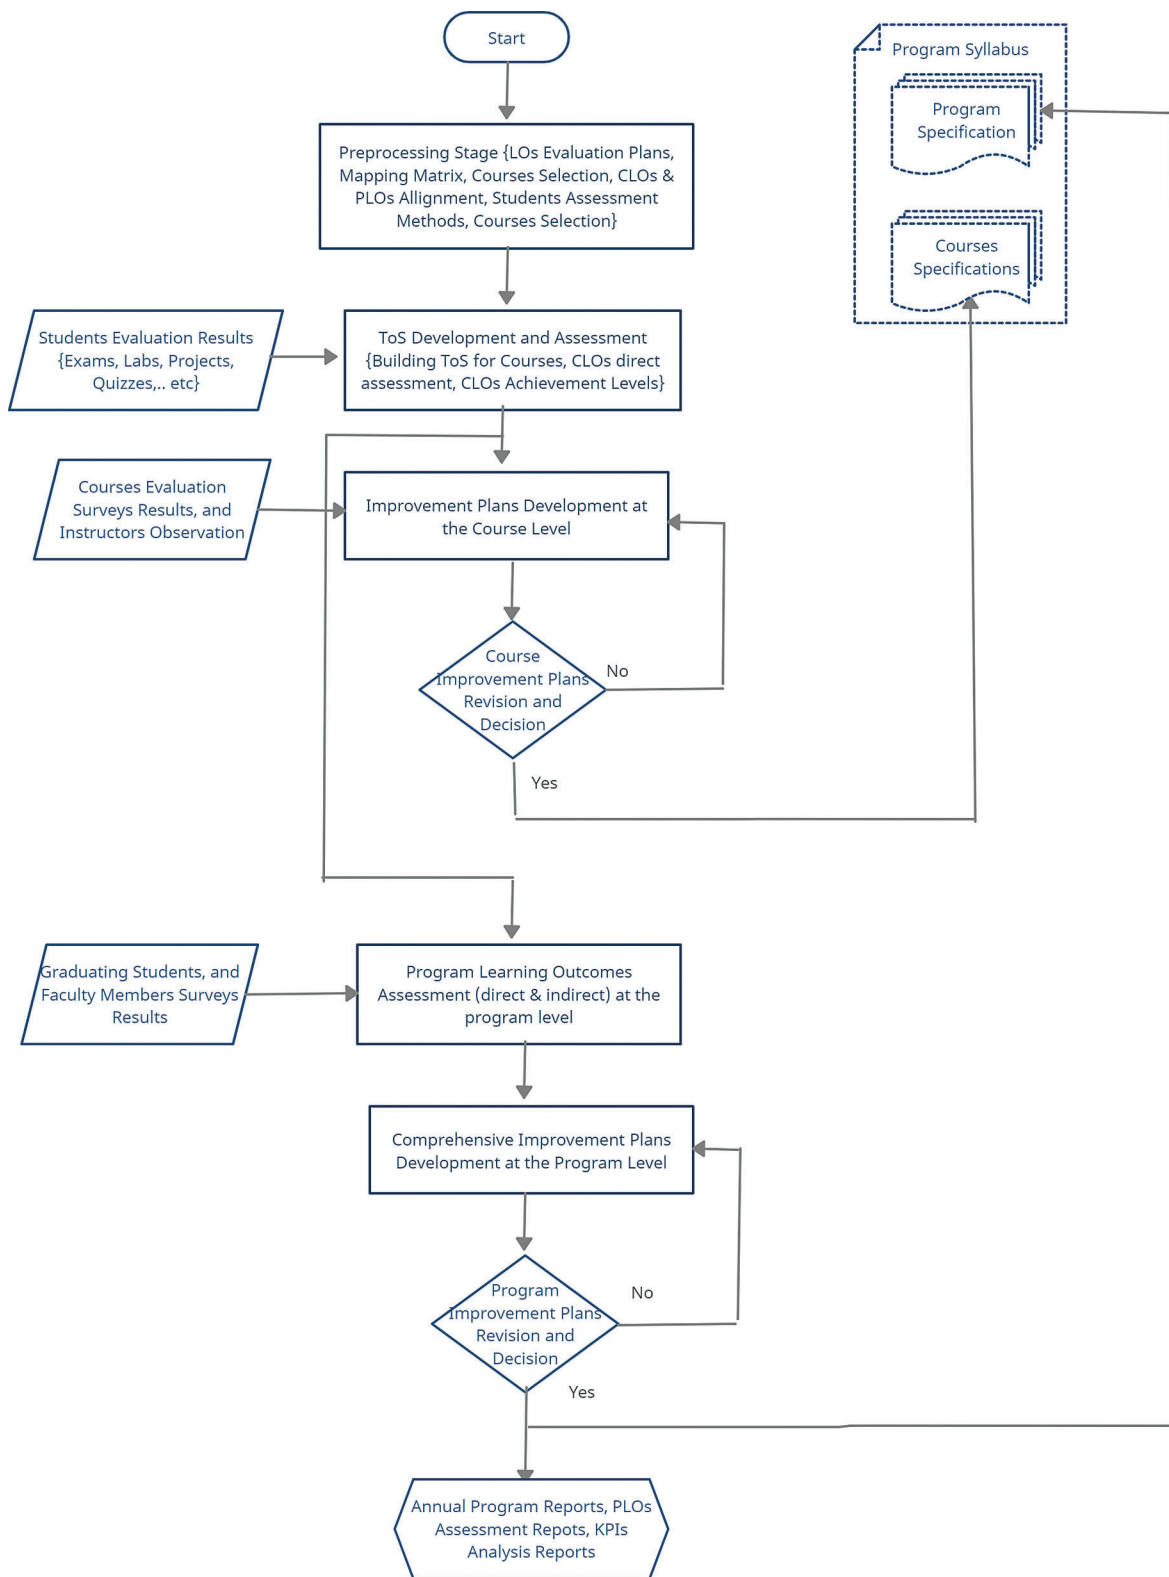 Start
Program Syllabus
Program
Specification
Preprocessing Stage {LOs Evaluation Plans,
Mapping Matrix, Courses Selection, CLOs &
PLOs Allignment, Students Assessment
Methods, Courses Selection}
Courses
Specifications
Students Evaluation Results
{Exams, Labs, Projects,
Quizzes,.. etc}
ToS Development and Assessment
{Building ToS for Courses, CLOs direct
assessment, CLOs Achievement Levels}
Courses Evaluation
Surveys Results, and
Instructors Observation
Improvement Plans Development at
the Course Level
Course
Improvement Plans
Revision and
Decision
No
Yes
Graduating Students, and
Faculty Members Surveys
Results
Program Learning Outcomes
Assessment (direct & indirect) at the
program level
Comprehensive Improvement Plans
Development at the Program Level
Program
Improvement Plans
Revision and
Decision
No
Yes
Annual Program Reports, PLOs
Assessment Repots, KPIs
Analysis Reports